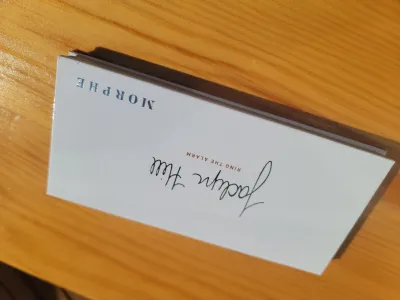 MORPHE
RING THE ALARM
Jaclyn Hill